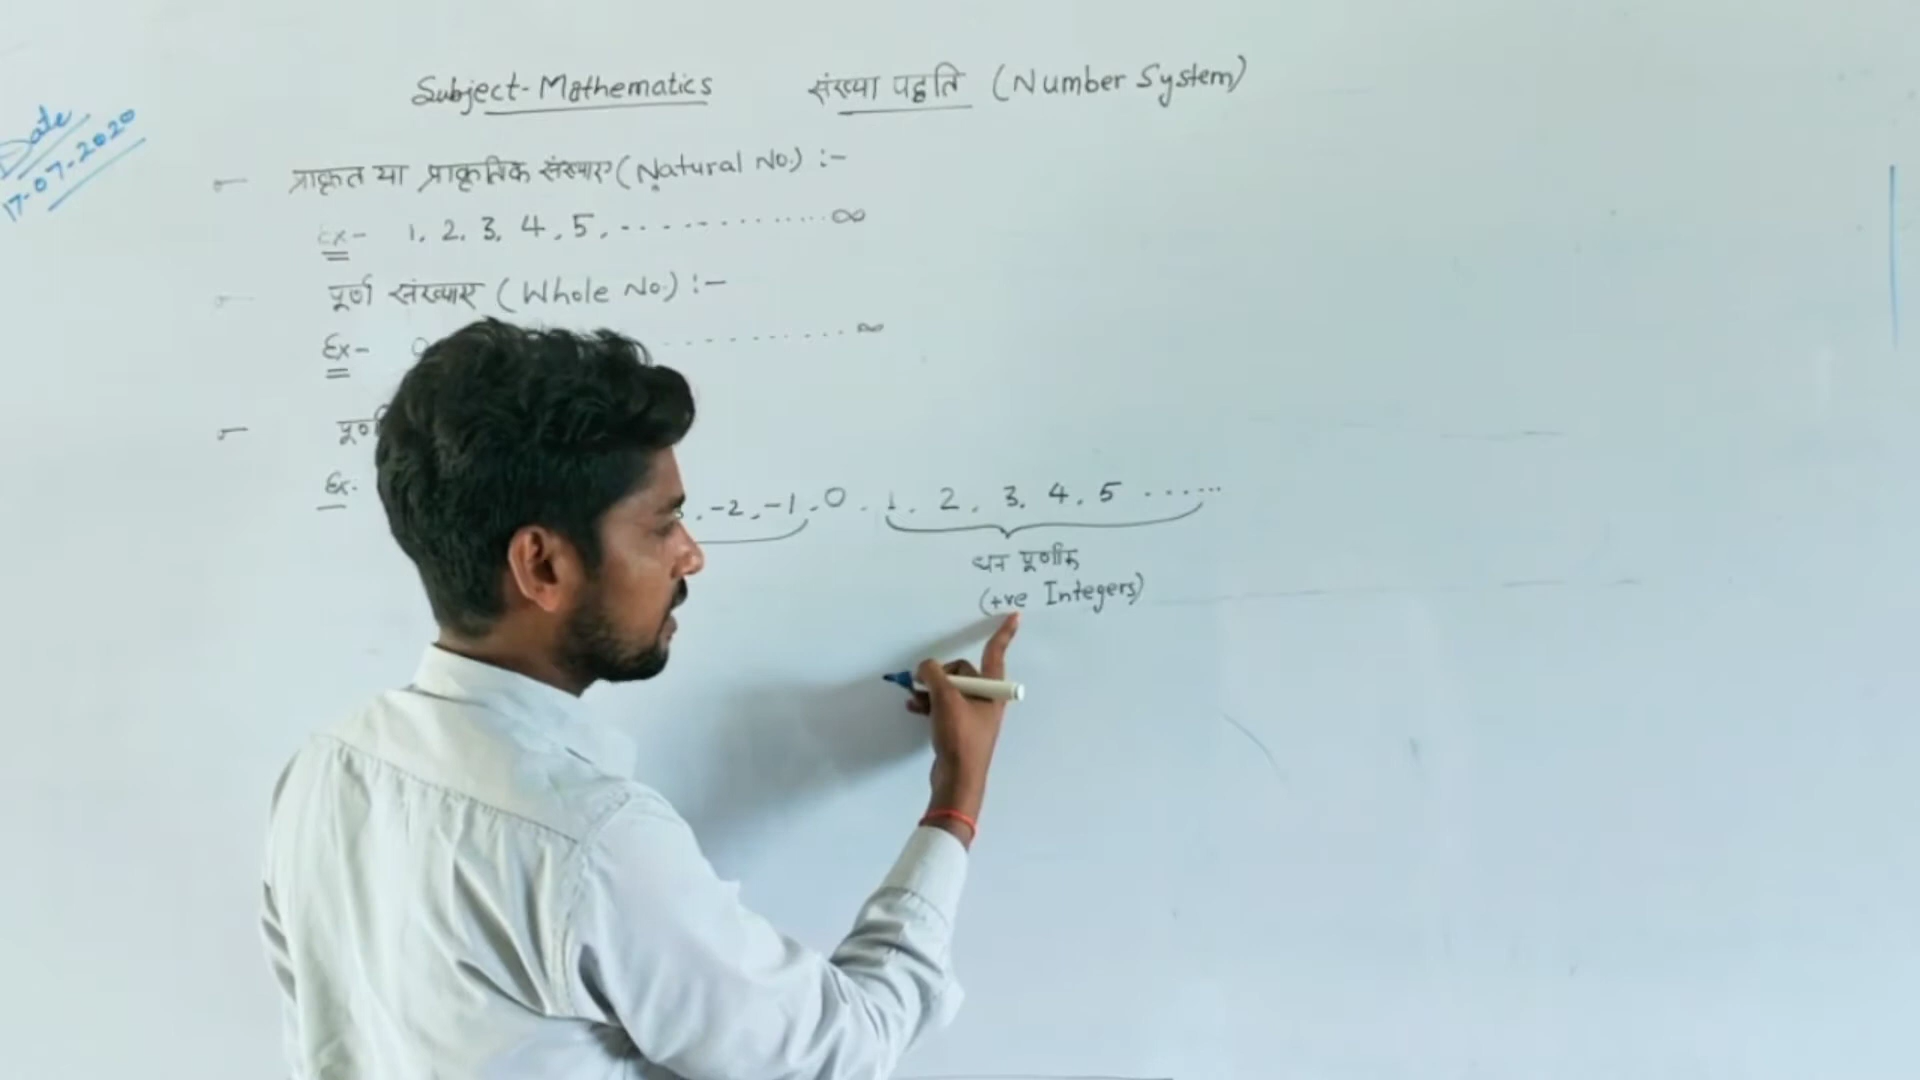 Subject-Mathematics संख्या पद्धति (Number System)
Date
17-07-2020
प्राकृत या प्राकृतिक संख्याए (Natural No.) :-
Ex- 1, 2, 3, 4, 5, ............. ∞
पूर्ण संख्याए (Whole No.) :-
Ex- 0 .......... ∞
Ex. , -2, -1, 0, 1, 2, 3, 4, 5 ......
धन पूर्णांक
(+ve Integers)